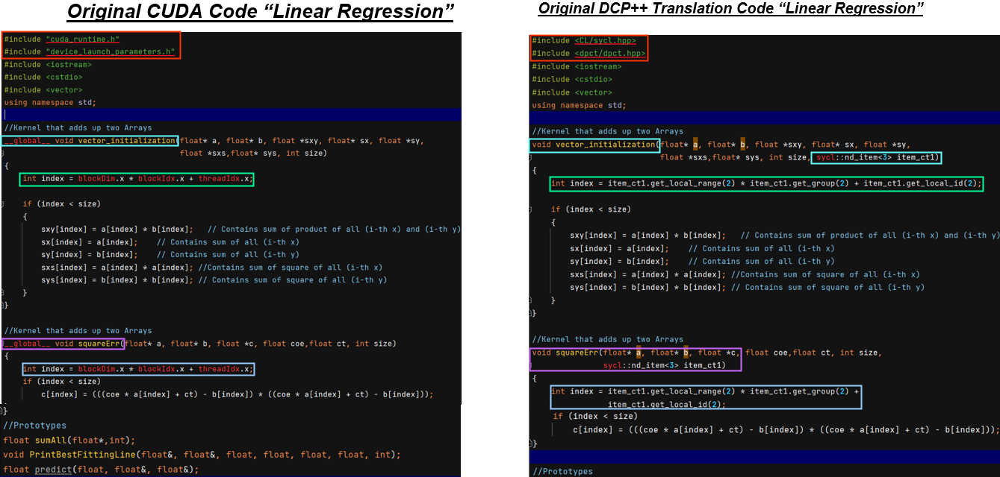 Original CUDA Code “Linear Regression”
#include "cuda_runtime.h"
#include "device_launch_parameters.h"
#include <iostream>
#include <cstdio>
#include <vector>
using namespace std;
//Kernel that adds up two Arrays
__global__ void vector_initialization(float* a, float* b, float *sxy, float* sx, float *sy,
float *sxs,float* sys, int size)
{
int index = blockDim.x * blockIdx.x + threadIdx.x;
if (index < size)
{
sxy[index] = a[index] * b[index]; // Contains sum of product of all (i-th x) and (i-th y)
sx[index] = a[index]; // Contains sum of all (i-th x)
sy[index] = b[index]; // Contains sum of all (i-th y)
sxs[index] = a[index] * a[index]; //Contains sum of square of all (i-th x)
sys[index] = b[index] * b[index]; // Contains sum of square of all (i-th y)
}
}
//Kernel that adds up two Arrays
__global__ void squareErr(float* a, float* b, float *c, float coe,float ct, int size)
{
int index = blockDim.x * blockIdx.x + threadIdx.x;
if (index < size)
c[index] = (((coe * a[index] + ct) - b[index]) * ((coe * a[index] + ct) - b[index]));
}
//Prototypes
float sumAll(float*,int);
void PrintBestFittingLine(float&, float&, float, float, float, float, int);
float predict(float, float&, float&);
Original DCP++ Translation Code “Linear Regression”
#include <CL/sycl.hpp>
#include <dpct/dpct.hpp>
#include <iostream>
#include <cstdio>
#include <vector>
using namespace std;
//Kernel that adds up two Arrays
void vector_initialization(float* a, float* b, float *sxy, float* sx, float *sy,
float *sxs,float* sys, int size, sycl::nd_item<3> item_ct1)
{
int index = item_ct1.get_local_range(2) * item_ct1.get_group(2) + item_ct1.get_local_id(2);
if (index < size)
{
sxy[index] = a[index] * b[index]; // Contains sum of product of all (i-th x) and (i-th y)
sx[index] = a[index]; // Contains sum of all (i-th x)
sy[index] = b[index]; // Contains sum of all (i-th y)
sxs[index] = a[index] * a[index]; //Contains sum of square of all (i-th x)
sys[index] = b[index] * b[index]; // Contains sum of square of all (i-th y)
}
}
//Kernel that adds up two Arrays
void squareErr(float* a, float* b, float *c, float coe,float ct, int size,
sycl::nd_item<3> item_ct1)
{
int index = item_ct1.get_local_range(2) * item_ct1.get_group(2) +
item_ct1.get_local_id(2);
if (index < size)
c[index] = (((coe * a[index] + ct) - b[index]) * ((coe * a[index] + ct) - b[index]));
}
//Prototypes